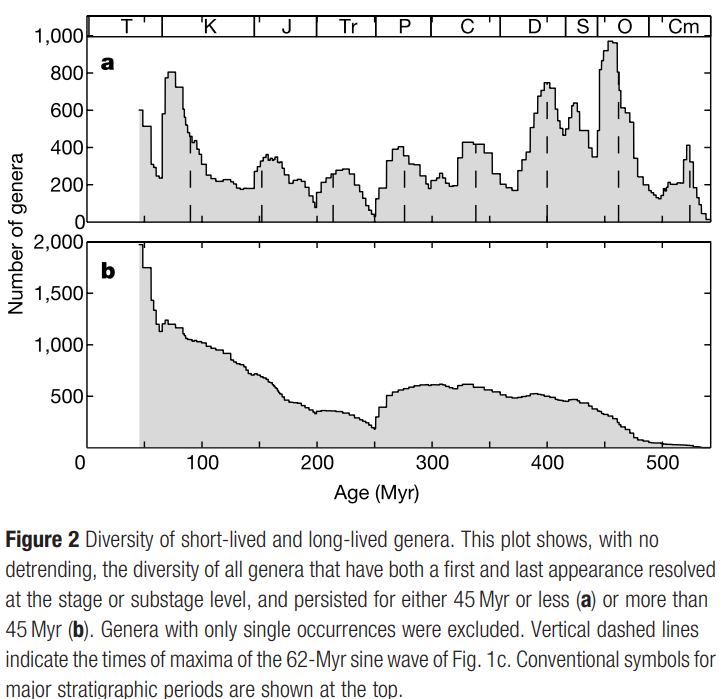 T K J Tr P C D S O Cm
1,000
a
800
600
400
200
0
Number of genera
2,000
b
1,500
1,000
500
0 100 200 300 400 500
Age (Myr)
Figure 2 Diversity of short-lived and long-lived genera. This plot shows, with no
detrending, the diversity of all genera that have both a first and last appearance resolved
at the stage or substage level, and persisted for either 45 Myr or less (a) or more than
45 Myr (b). Genera with only single occurrences were excluded. Vertical dashed lines
indicate the times of maxima of the 62-Myr sine wave of Fig. 1c. Conventional symbols for
major stratigraphic periods are shown at the top.